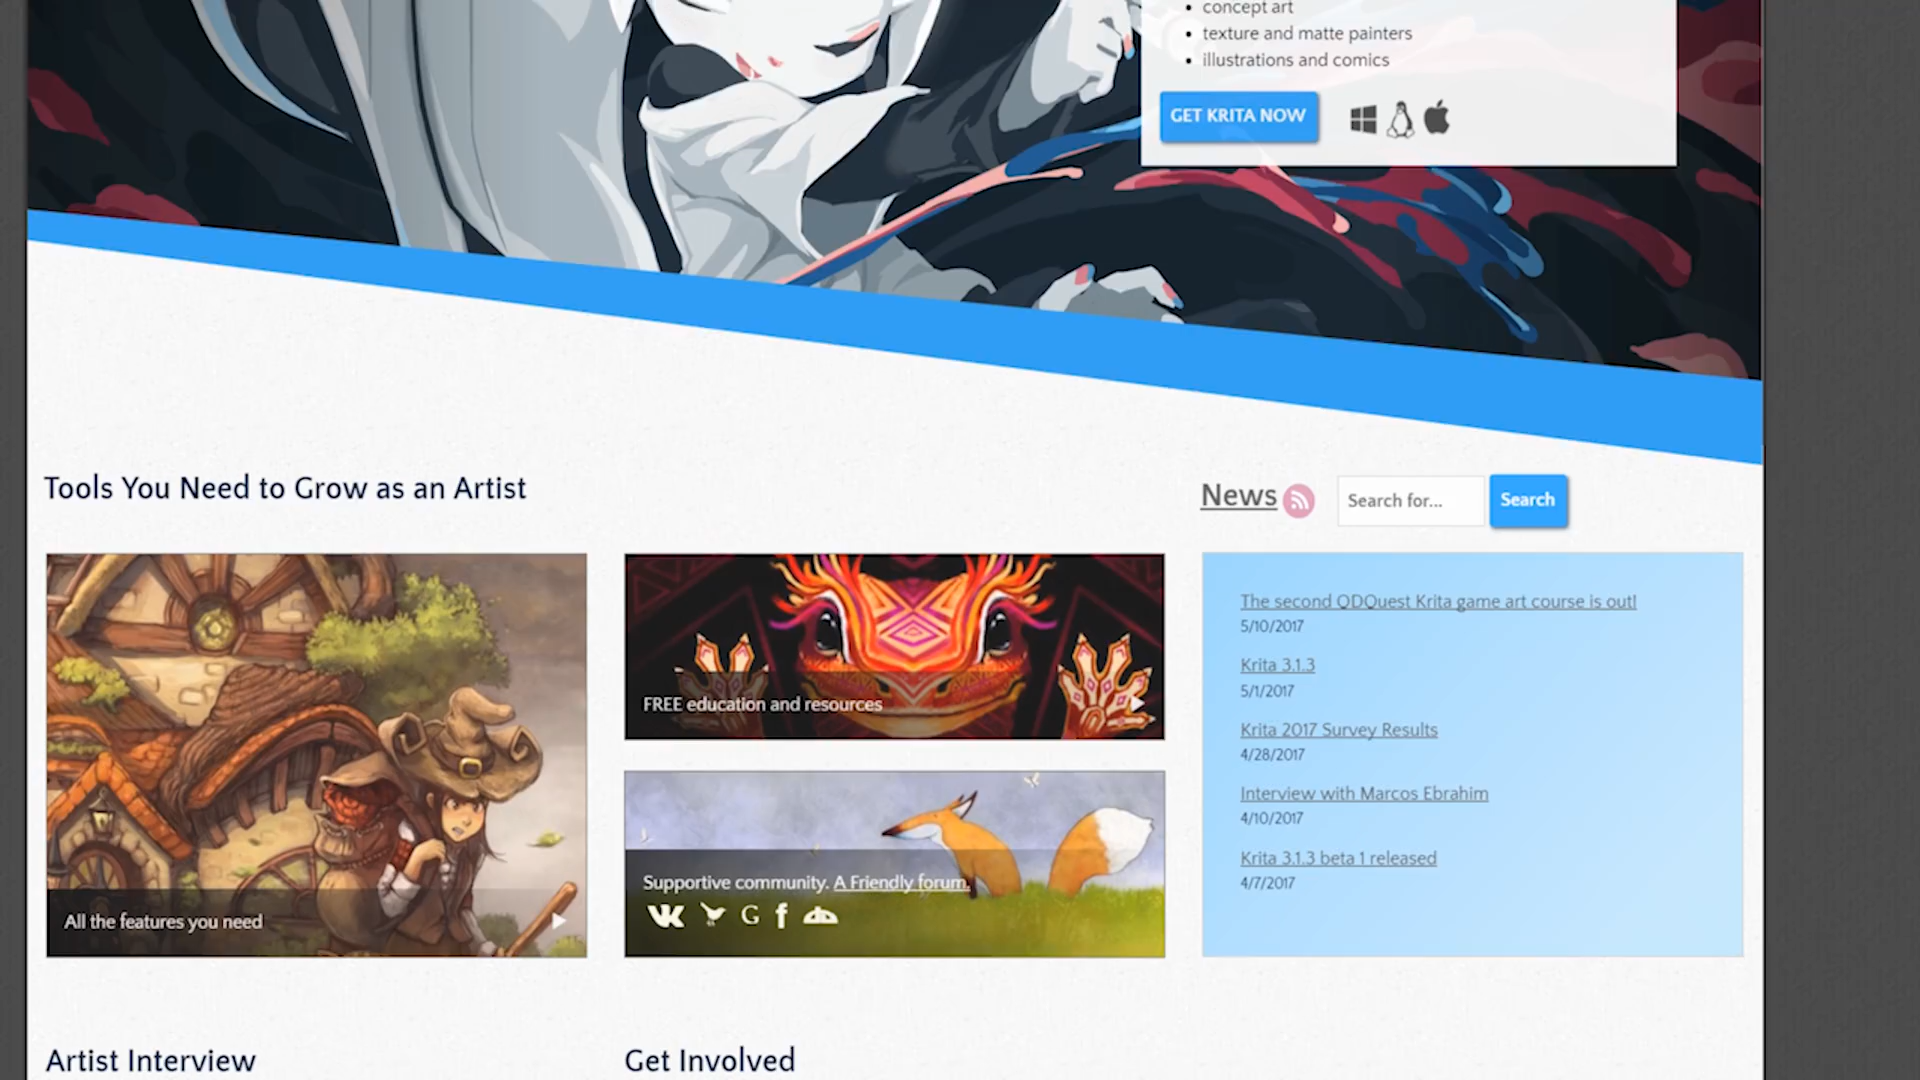 concept art
texture and matte painters
illustrations and comics
GET KRITA NOW
Tools You Need to Grow as an Artist
News
Search for...
Search
All the features you need
FREE education and resources
Supportive community. A Friendly forum.
The second GDQuest Krita game art course is out!
5/10/2017
Krita 3.1.3
5/1/2017
Krita 2017 Survey Results
4/28/2017
Interview with Marcos Ebrahim
4/10/2017
Krita 3.1.3 beta 1 released
4/7/2017
Artist Interview
Get Involved